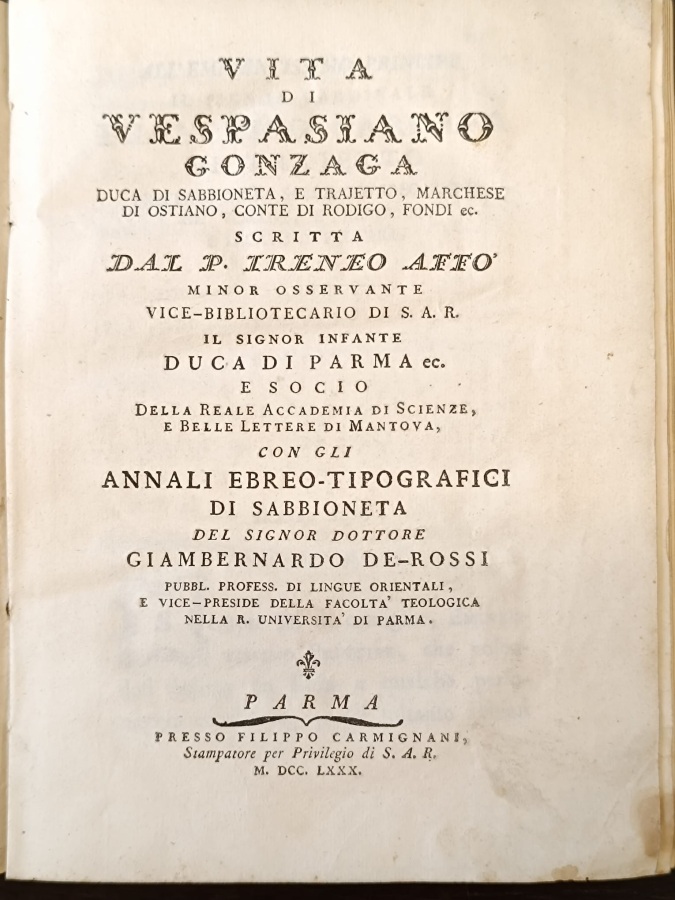 VITA
DI
VESPASIANO
GONZAGA
DUCA DI SABBIONETA, E TRAJETTO, MARCHESE
DI OSTIANO, CONTE DI RODIGO, FONDI ec.
SCRITTA
DAL P. IRENEO AFFO'
MINOR OSSERVANTE
VICE-BIBLIOTECARIO DI S. A. R.
IL SIGNOR INFANTE
DUCA DI PARMA ec.
E SOCIO
DELLA REALE ACCADEMIA DI SCIENZE,
E BELLE LETTERE DI MANTOVA,
CON GLI
ANNALI EBREO-TIPOGRAFICI
DI SABBIONETA
DEL SIGNOR DOTTORE
GIAMBERNARDO DE-ROSSI
PUBBL. PROFESS. DI LINGUE ORIENTALI,
E VICE-PRESIDE DELLA FACOLTA' TEOLOGICA
NELLA R. UNIVERSITA' DI PARMA.
PARMA
PRESSO FILIPPO CARMIGNANI,
Stampatore per Privilegio di S. A. R.
M. DCC. LXXX.